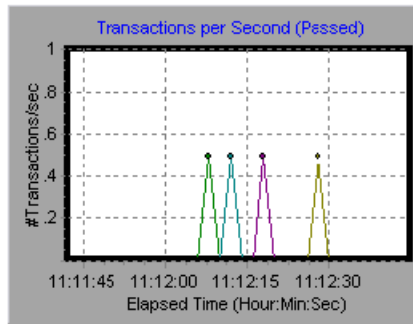 Transactions per Second (Passed)
1
.8
.6
.4
.2
#Transactions/sec
11:11:45 11:12:00 11:12:15 11:12:30
Elapsed Time (Hour:Min:Sec)